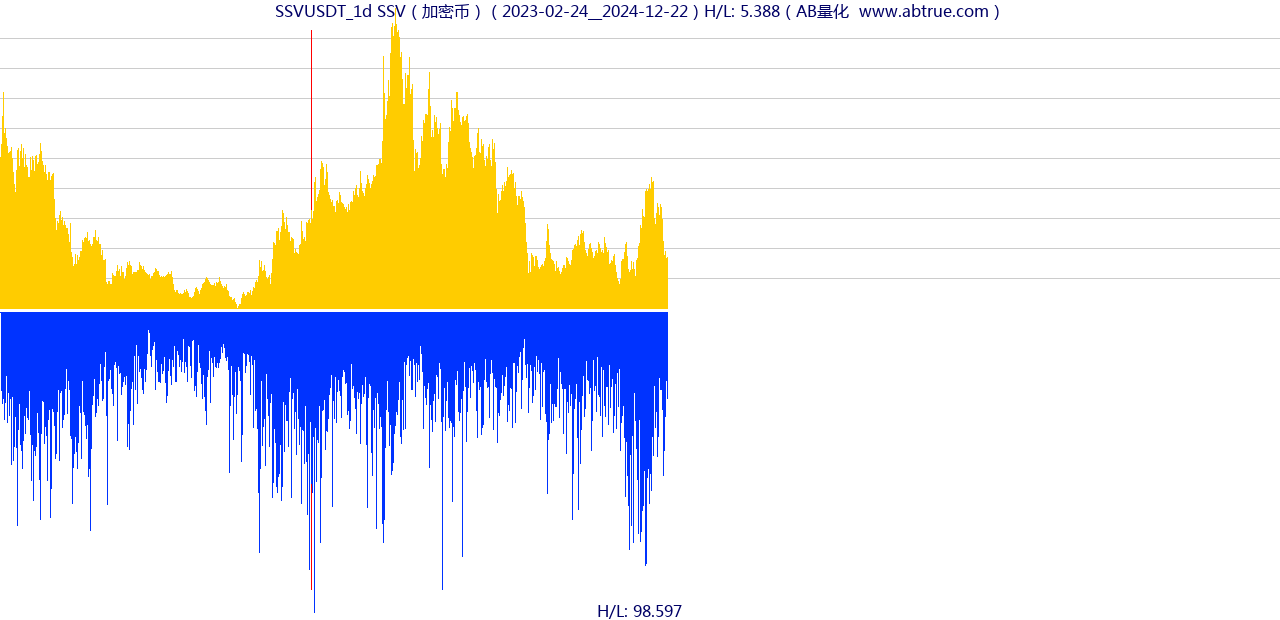 SSVUSDT_1d SSV ( 加密币 ) ( 2023-02-24__2024-12-22 ) H/L: 5.388 ( AB量化  www.abtrue.com )
H/L: 98.597